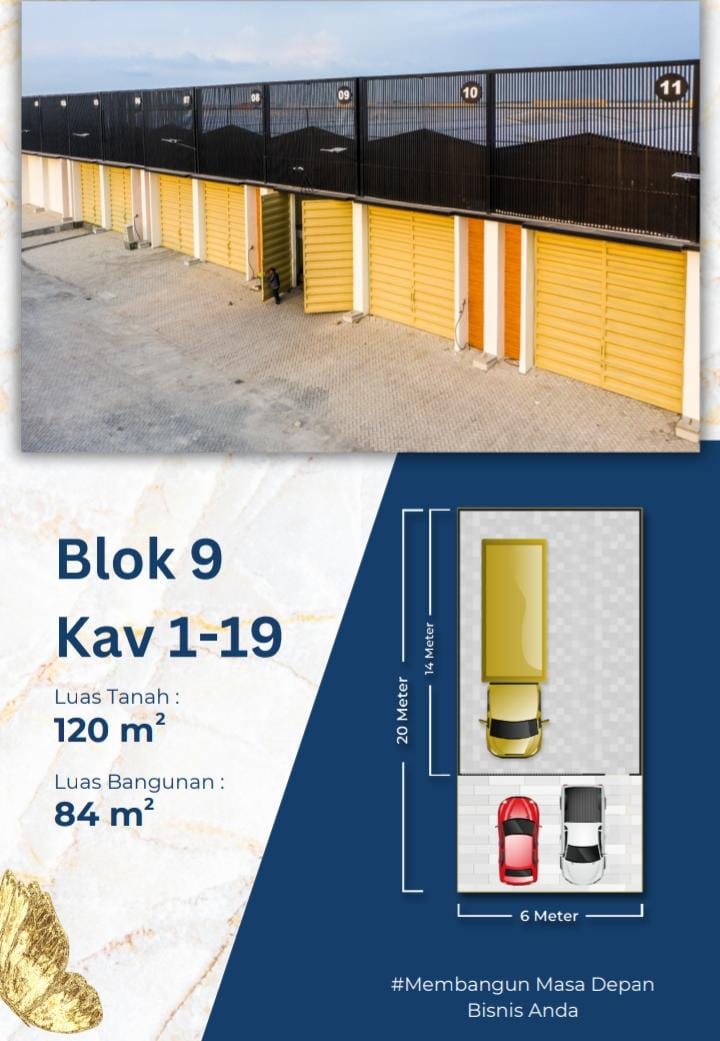 07
08
09
10
11
Blok 9
Kav 1-19
Luas Tanah :
120 m²
Luas Bangunan :
84 m²
20 Meter
14 Meter
6 Meter
#Membangun Masa Depan
Bisnis Anda